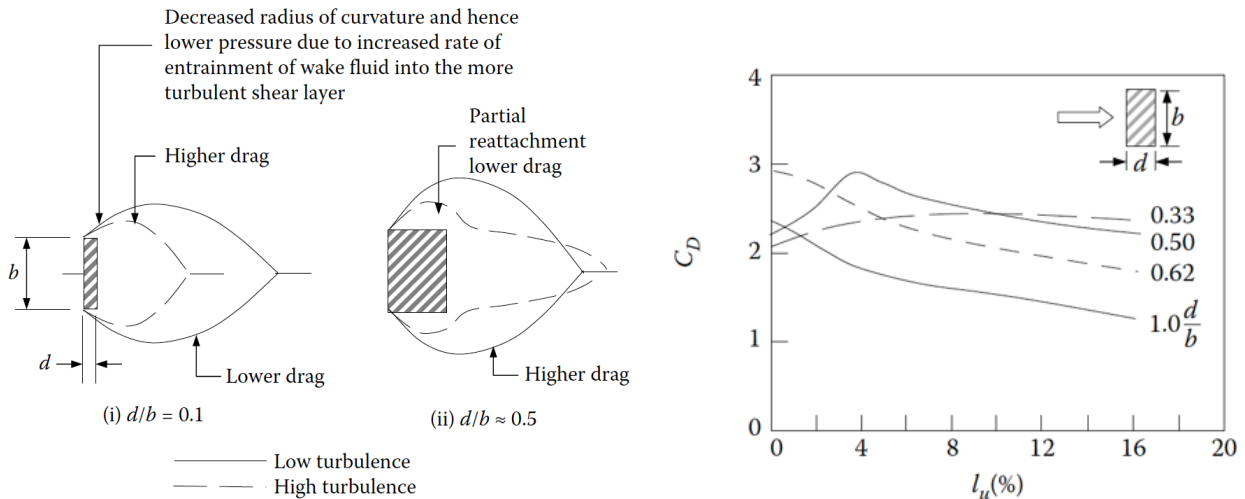 Decreased radius of curvature and hence
lower pressure due to increased rate of
entrainment of wake fluid into the more
turbulent shear layer
Higher drag
Partial
reattachment
lower drag
b
d
Lower drag
Higher drag
(i) d/b = 0.1
(ii) d/b ≈ 0.5
Low turbulence
High turbulence
4
3
2
1
0
C_D
b
d
0.33
0.50
0.62
1.0 d/b
0 4 8 12 16 20
l_u(%)